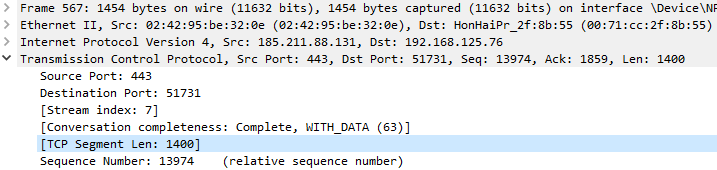 Frame 567: 1454 bytes on wire (11632 bits), 1454 bytes captured (11632 bits) on interface \Device\NP
Ethernet II, Src: 02:42:95:be:32:0e (02:42:95:be:32:0e), Dst: HonHaiPr_2f:8b:55 (00:71:cc:2f:8b:55)
Internet Protocol Version 4, Src: 185.211.88.131, Dst: 192.168.125.76
Transmission Control Protocol, Src Port: 443, Dst Port: 51731, Seq: 13974, Ack: 1859, Len: 1400
Source Port: 443
Destination Port: 51731
[Stream index: 7]
[Conversation completeness: Complete, WITH_DATA (63)]
[TCP Segment Len: 1400]
Sequence Number: 13974    (relative sequence number)